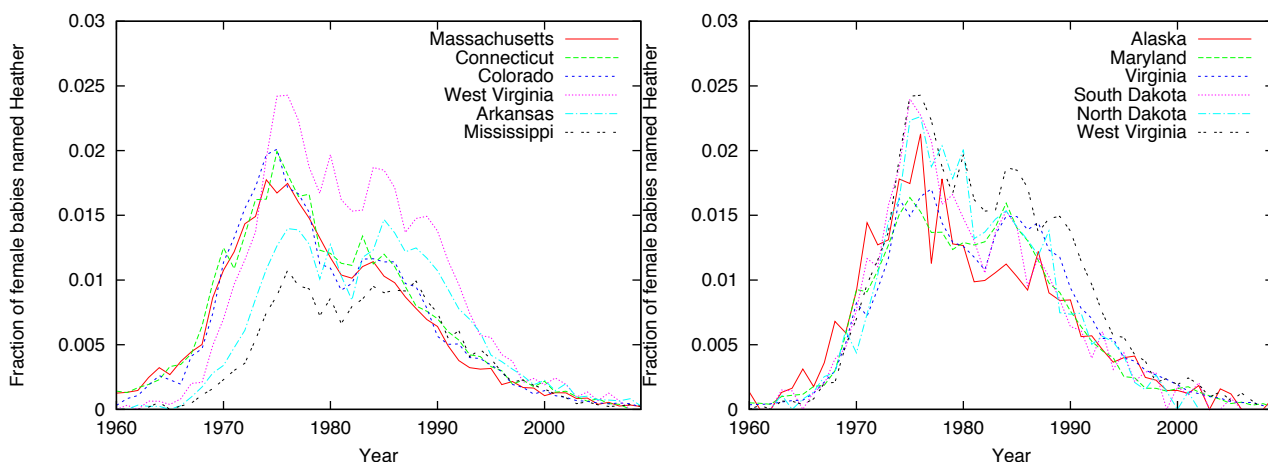 Fraction of female babies named Heather
0.03
0.025
0.02
0.015
0.01
0.005
0
Massachusetts
Connecticut
Colorado
West Virginia
Arkansas
Mississippi
1960
1970
1980
1990
2000
Year
Fraction of female babies named Heather
0.03
0.025
0.02
0.015
0.01
0.005
0
Alaska
Maryland
Virginia
South Dakota
North Dakota
West Virginia
1960
1970
1980
1990
2000
Year